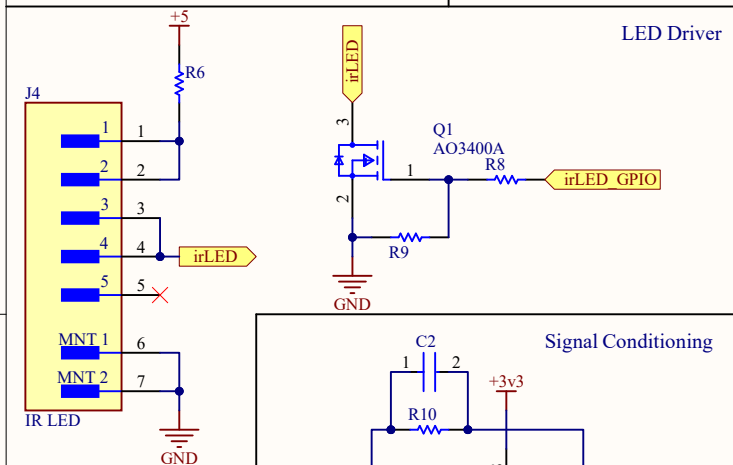 LED Driver
+5
R6
J4
1 1
2 2
3 3
4 4
5 5
MNT 1 6
MNT 2 7
IR LED
irLED
GND
irLED
3
Q1
AO3400A
1
R8
irLED_GPIO
2
R9
GND
Signal Conditioning
C2
1 2
+3v3
R10